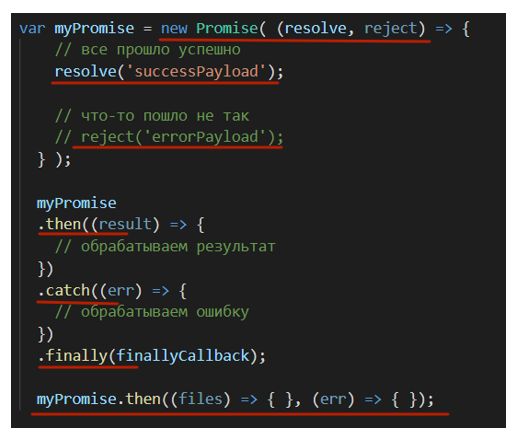 var myPromise = new Promise( (resolve, reject) => {
// все прошло успешно
resolve('successPayload');
// что-то пошло не так
// reject('errorPayload');
} );
myPromise
.then((result) => {
// обрабатываем результат
})
.catch((err) => {
// обрабатываем ошибку
})
.finally(finallyCallback);
myPromise.then((files) => { }, (err) => { });